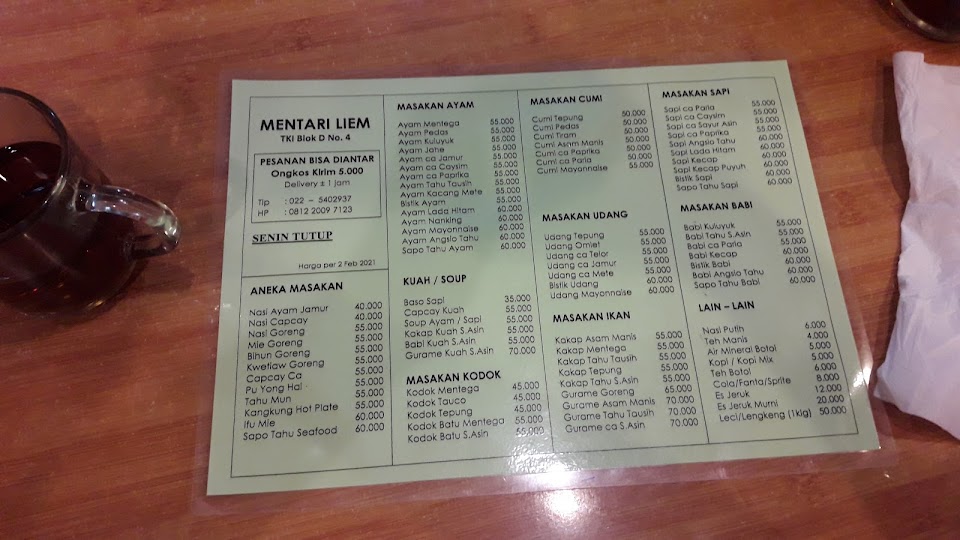 MENTARI LIEM
TKI Blok D No. 4
PESANAN BISA DIANTAR
Ongkos Kirim 5.000
Delivery ± 1 jam
Tlp : 022 – 5402937
HP : 0812 2009 7123
SENIN TUTUP
Harga per 2 Feb 2021
ANEKA MASAKAN
Nasi Ayam Jamur 40.000
Nasi Capcay 40.000
Nasi Goreng 55.000
Mie Goreng 55.000
Bihun Goreng 55.000
Kwetiaw Goreng 55.000
Capcay Ca 55.000
Pu Yong Hai 55.000
Tahu Mun 55.000
Kangkung Hot Plate 55.000
Ifu Mie 60.000
Sapo Tahu Seafood 60.000
MASAKAN AYAM
Ayam Mentega 55.000
Ayam Pedas 55.000
Ayam Kuluyuk 55.000
Ayam Jahe 55.000
Ayam ca Jamur 55.000
Ayam ca Caysim 55.000
Ayam ca Paprika 55.000
Ayam Tahu Tausih 55.000
Ayam Kacang Mete 55.000
Bistik Ayam 55.000
Ayam Lada Hitam 60.000
Ayam Nanking 60.000
Ayam Mayonnaise 60.000
Ayam Angsio Tahu 60.000
Sapo Tahu Ayam 60.000
KUAH / SOUP
Baso Sapi 35.000
Capcay Kuah 55.000
Soup Ayam / Sapi 55.000
Kakap Kuah S.Asin 55.000
Babi Kuah S.Asin 55.000
Gurame Kuah S.Asin 70.000
MASAKAN KODOK
Kodok Mentega 45.000
Kodok Tauco 45.000
Kodok Tepung 45.000
Kodok Batu Mentega 55.000
Kodok Batu S.Asin 55.000
MASAKAN CUMI
Cumi Tepung 50.000
Cumi Pedas 50.000
Cumi Tiram 50.000
Cumi Asam Manis 50.000
Cumi ca Paprika 50.000
Cumi ca Paria 50.000
Cumi Mayonnaise 55.000
MASAKAN UDANG
Udang Tepung 55.000
Udang Omlet 55.000
Udang ca Telor 55.000
Udang ca Jamur 55.000
Udang ca Mete 55.000
Bistik Udang 60.000
Udang Mayonnaise 60.000
MASAKAN IKAN
Kakap Asam Manis 55.000
Kakap Mentega 55.000
Kakap Tahu Tausih 55.000
Kakap Tepung 55.000
Kakap Tahu S.Asin 55.000
Gurame Goreng 65.000
Gurame Asam Manis 70.000
Gurame Tahu Tausih 70.000
Gurame ca S.Asin 70.000
MASAKAN SAPI
Sapi ca Paria 55.000
Sapi ca Caysim 55.000
Sapi ca Sayur Asin 55.000
Sapi ca Paprika 55.000
Sapi Angsio Tahu 60.000
Sapi Lada Hitam 60.000
Sapi Kecap 60.000
Sapi Kecap Puyuh 60.000
Bistik Sapi 60.000
Sapo Tahu Sapi 60.000
MASAKAN BABI
Babi Kuluyuk 55.000
Babi Tahu S.Asin 55.000
Babi ca Paria 55.000
Babi Kecap 60.000
Bistik Babi 60.000
Babi Angsio Tahu 60.000
Sapo Tahu Babi 60.000
LAIN – LAIN
Nasi Putih 6.000
Teh Manis 4.000
Air Mineral Botol 5.000
Kopi / Kopi Mix 5.000
Teh Botol 6.000
Cola/Fanta/Sprite 8.000
Es Jeruk 12.000
Es Jeruk Murni 20.000
Leci/Lengkeng (1klg) 50.000